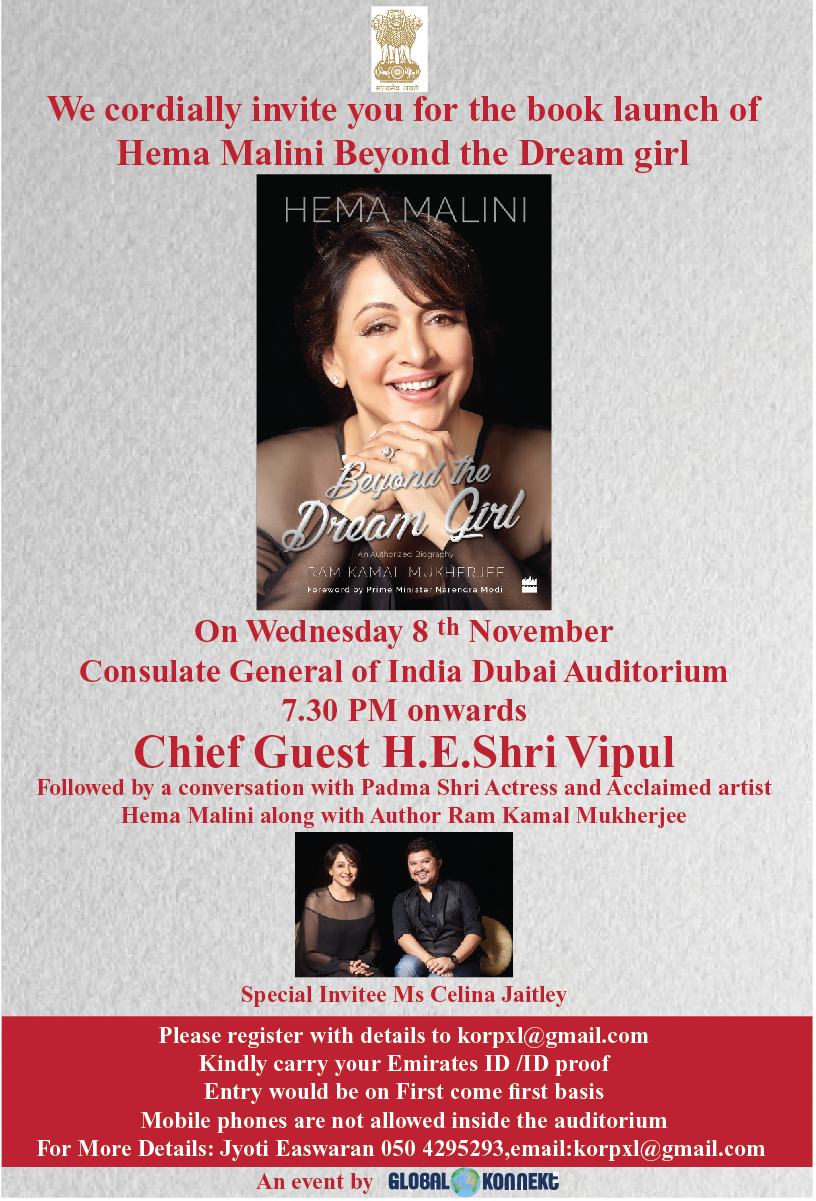 सत्यमेव जयते
We cordially invite you for the book launch of
Hema Malini Beyond the Dream girl
HEMA MALINI
Beyond the
Dream Girl
An Authorized Biography
RAM KAMAL MUKHERJEE
Foreword by Prime Minister Narendra Modi
On Wednesday 8 th November
Consulate General of India Dubai Auditorium
7.30 PM onwards
Chief Guest H.E.Shri Vipul
Followed by a conversation with Padma Shri Actress and Acclaimed artist
Hema Malini along with Author Ram Kamal Mukherjee
Special Invitee Ms Celina Jaitley
Please register with details to korpxl@gmail.com
Kindly carry your Emirates ID /ID proof
Entry would be on First come first basis
Mobile phones are not allowed inside the auditorium
For More Details: Jyoti Easwaran 050 4295293,email:korpxl@gmail.com
An event by GLOBAL KONNEKT